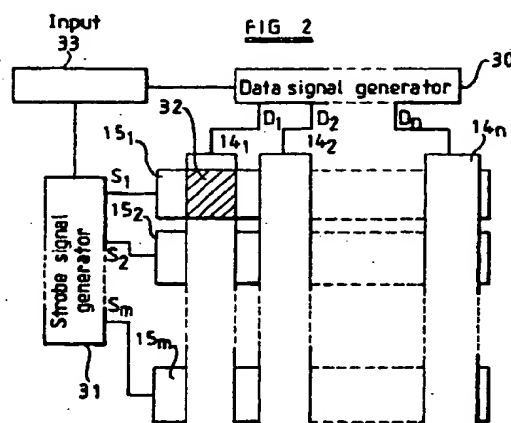 Input
33
FIG 2
Data signal generator
30
D1 D2 Dn
32
151
141
142
14n
S1
152
S2
Strobe signal generator
Sm
15m
31